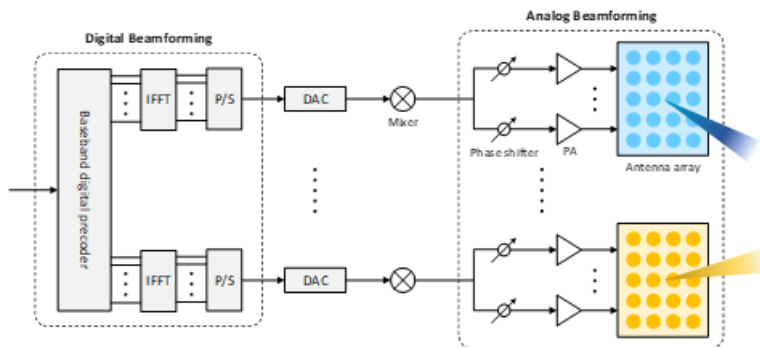 Digital Beamforming
Analog Beamforming
Baseband digital precoder
IFFT
P/S
DAC
Mixer
Phase shifter
PA
Antenna array
IFFT
P/S
DAC